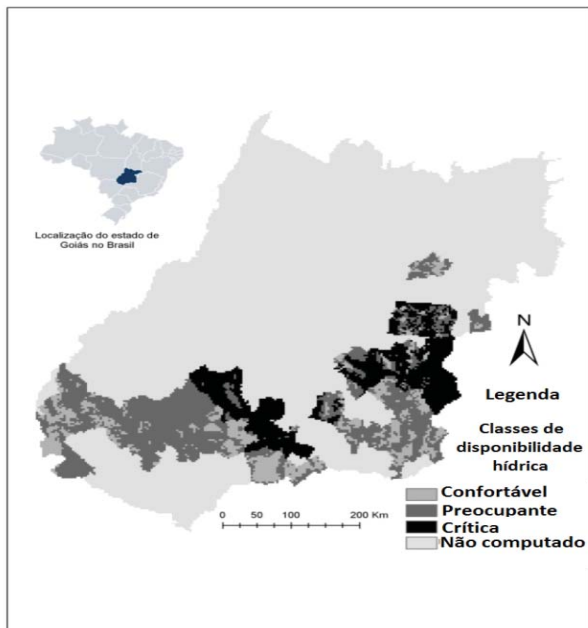 Localização do estado de
Goiás no Brasil
N
Legenda
Classes de
disponibilidade
hídrica
Confortável
Preocupante
Crítica
Não computado
0 50 100 200 Km